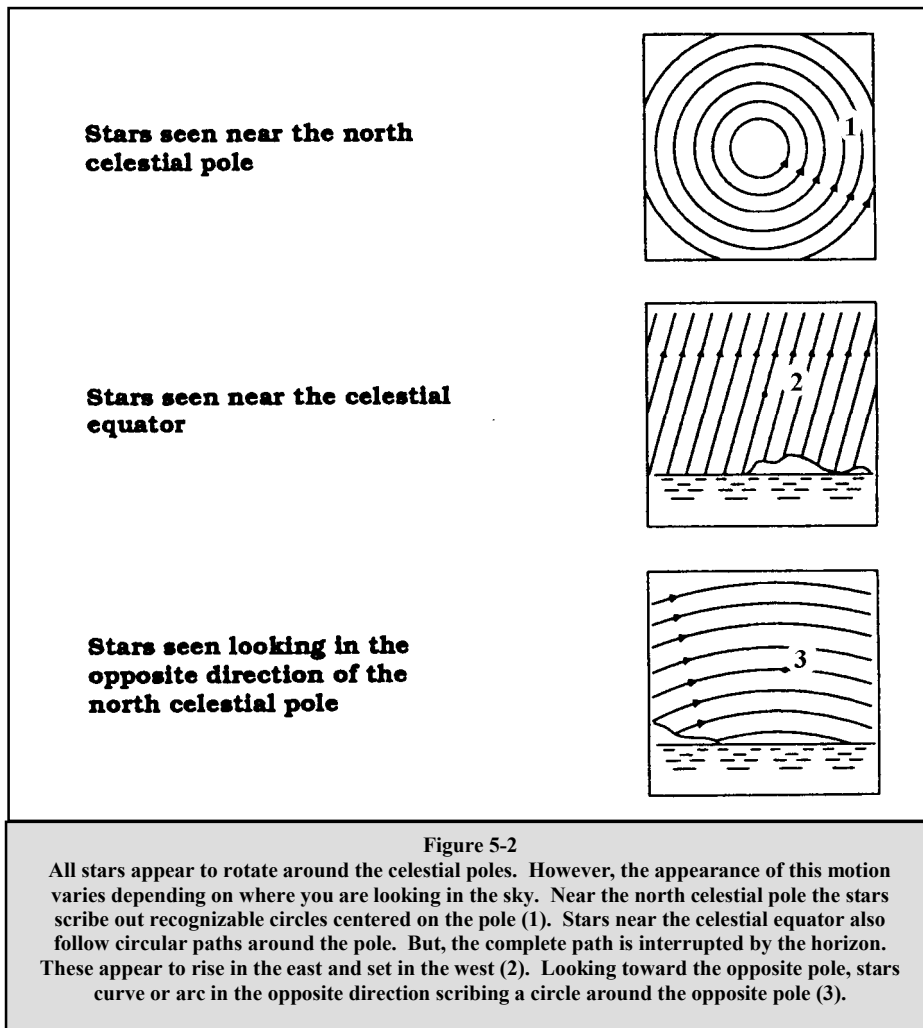 Stars seen near the north
celestial pole
1
Stars seen near the celestial
equator
2
Stars seen looking in the
opposite direction of the
north celestial pole
3
Figure 5-2
All stars appear to rotate around the celestial poles. However, the appearance of this motion
varies depending on where you are looking in the sky. Near the north celestial pole the stars
scribe out recognizable circles centered on the pole (1). Stars near the celestial equator also
follow circular paths around the pole. But, the complete path is interrupted by the horizon.
These appear to rise in the east and set in the west (2). Looking toward the opposite pole, stars
curve or arc in the opposite direction scribing a circle around the opposite pole (3).